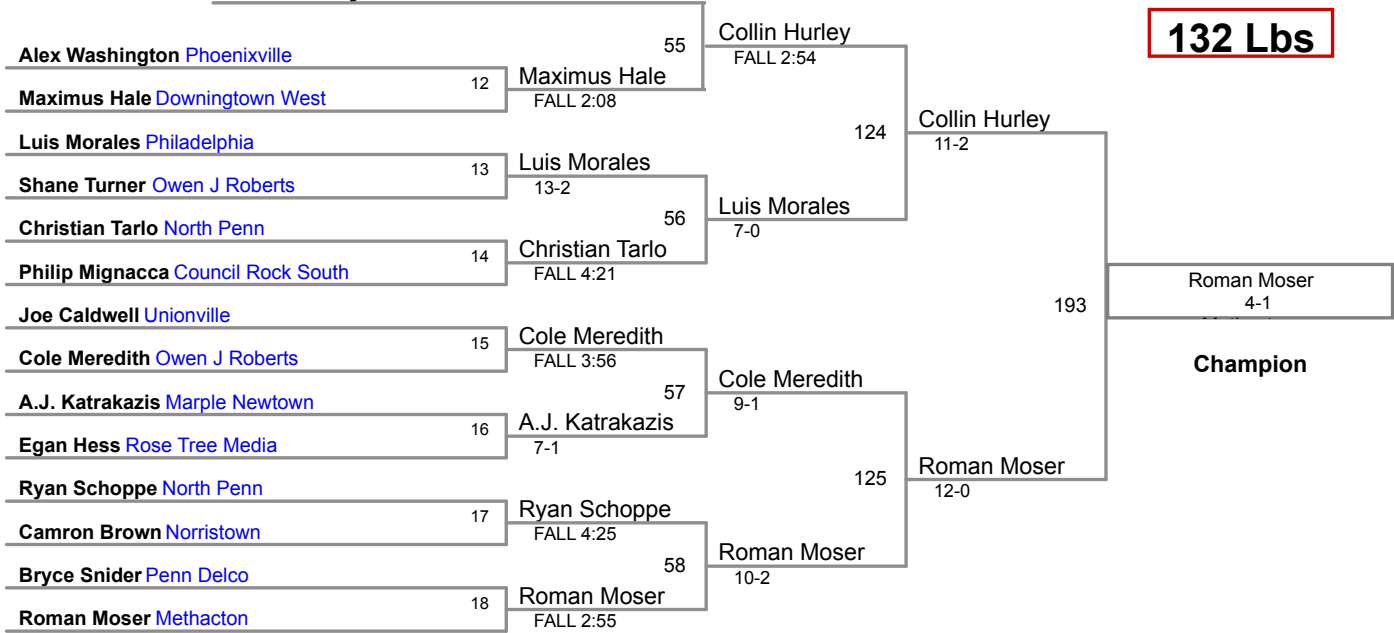 132 Lbs
Collin Hurley
55
FALL 2:54
Alex Washington Phoenixville
12
Maximus Hale
FALL 2:08
Maximus Hale Downingtown West
Luis Morales Philadelphia
13
Luis Morales
13-2
Shane Turner Owen J Roberts
124
Collin Hurley
11-2
56
Luis Morales
7-0
Christian Tarlo North Penn
14
Christian Tarlo
FALL 4:21
Philip Mignacca Council Rock South
Joe Caldwell Unionville
15
Cole Meredith
FALL 3:56
Cole Meredith Owen J Roberts
193
Roman Moser
4-1
Champion
57
Cole Meredith
9-1
A.J. Katrakazis Marple Newtown
16
A.J. Katrakazis
7-1
Egan Hess Rose Tree Media
125
Roman Moser
12-0
Ryan Schoppe North Penn
17
Ryan Schoppe
FALL 4:25
Camron Brown Norristown
58
Roman Moser
10-2
Bryce Snider Penn Delco
18
Roman Moser
FALL 2:55
Roman Moser Methacton